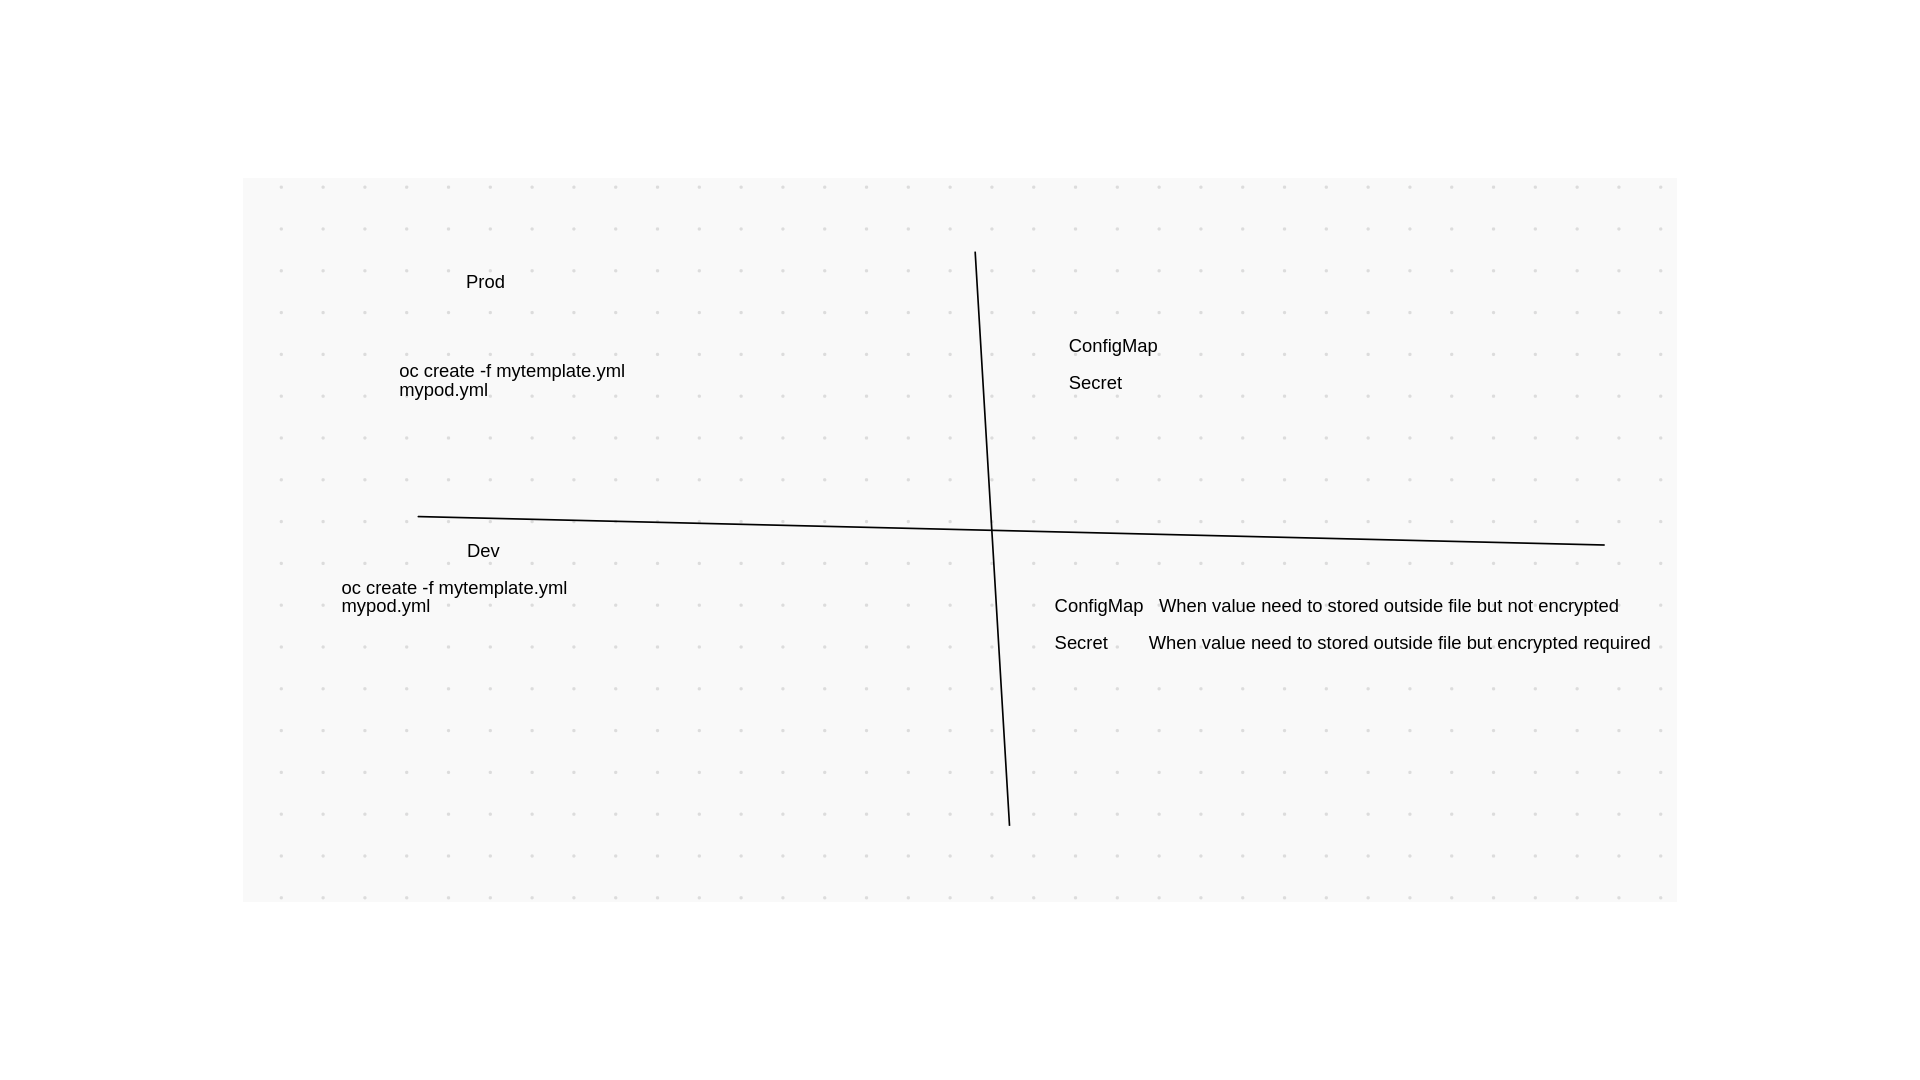 Prod
oc create -f mytemplate.yml
mypod.yml
ConfigMap
Secret
Dev
oc create -f mytemplate.yml
mypod.yml
ConfigMap When value need to stored outside file but not encrypted
Secret When value need to stored outside file but encrypted required